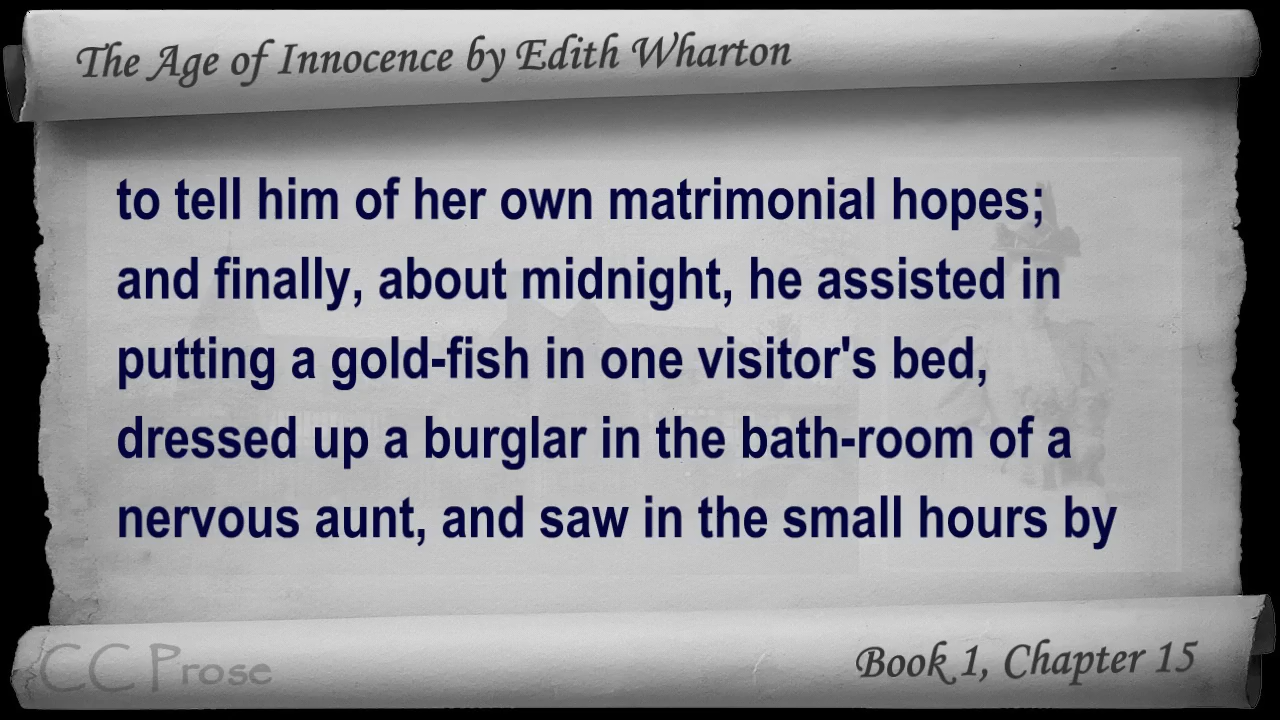 The Age of Innocence by Edith Wharton
to tell him of her own matrimonial hopes;
and finally, about midnight, he assisted in
putting a gold-fish in one visitor's bed,
dressed up a burglar in the bath-room of a
nervous aunt, and saw in the small hours by
CC Prose
Book 1, Chapter 15